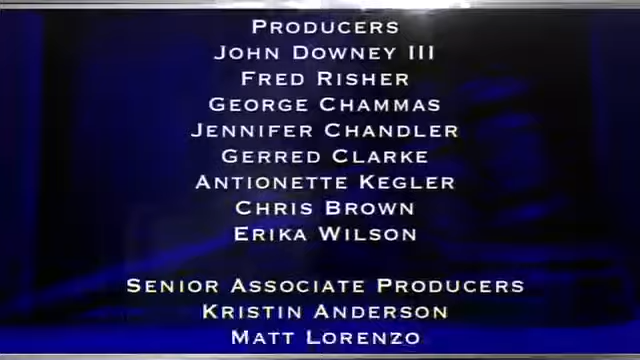 PRODUCERS
JOHN DOWNEY III
FRED RISHER
GEORGE CHAMMAS
JENNIFER CHANDLER
GERRED CLARKE
ANTIONETTE KEGLER
CHRIS BROWN
ERIKA WILSON
SENIOR ASSOCIATE PRODUCERS
KRISTIN ANDERSON
MATT LORENZO